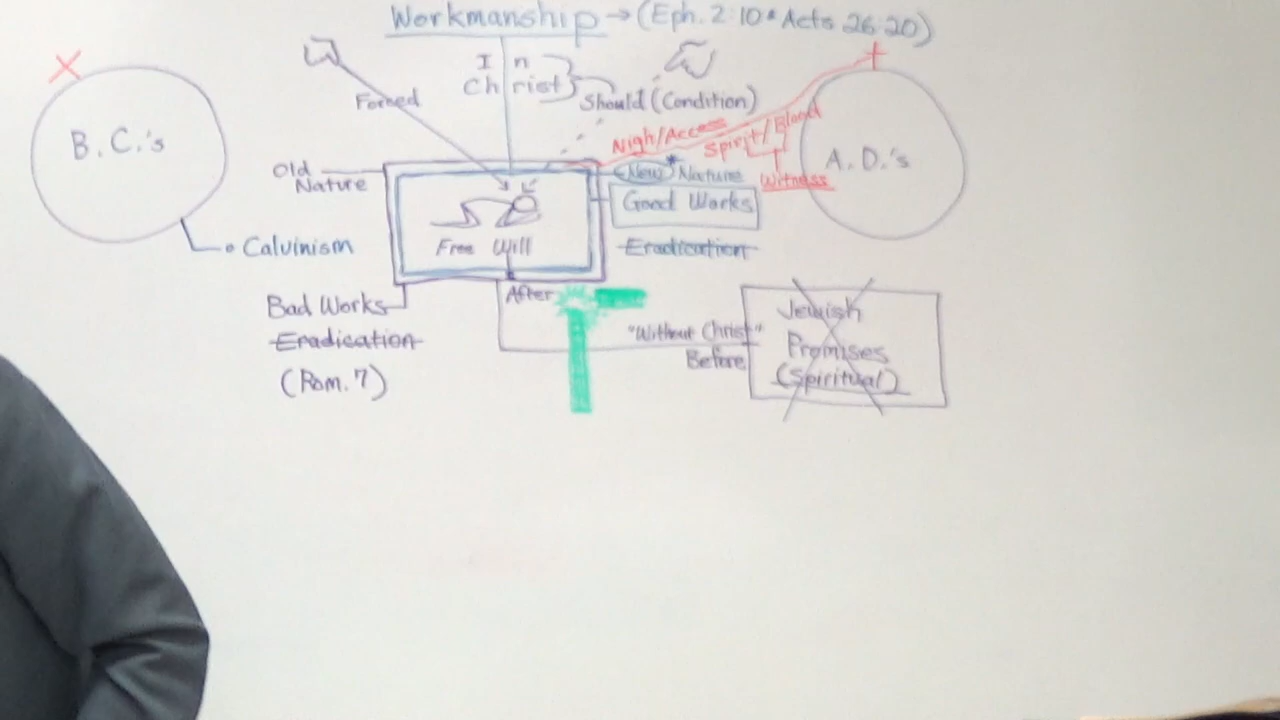 Workmanship → (Eph. 2:10 & Acts 26:20)
In
Christ
Should (Condition)
Forced
B.C.'s
Nigh/Access
Spirit/Blood
Witness
A.D.'s
Old
Nature
New* Nature
Good Works
Eradication
Free Will
Calvinism
Bad Works
Eradication
(Rom. 7)
After
"Without Christ"
Before
Jewish
Promises
(Spiritual)